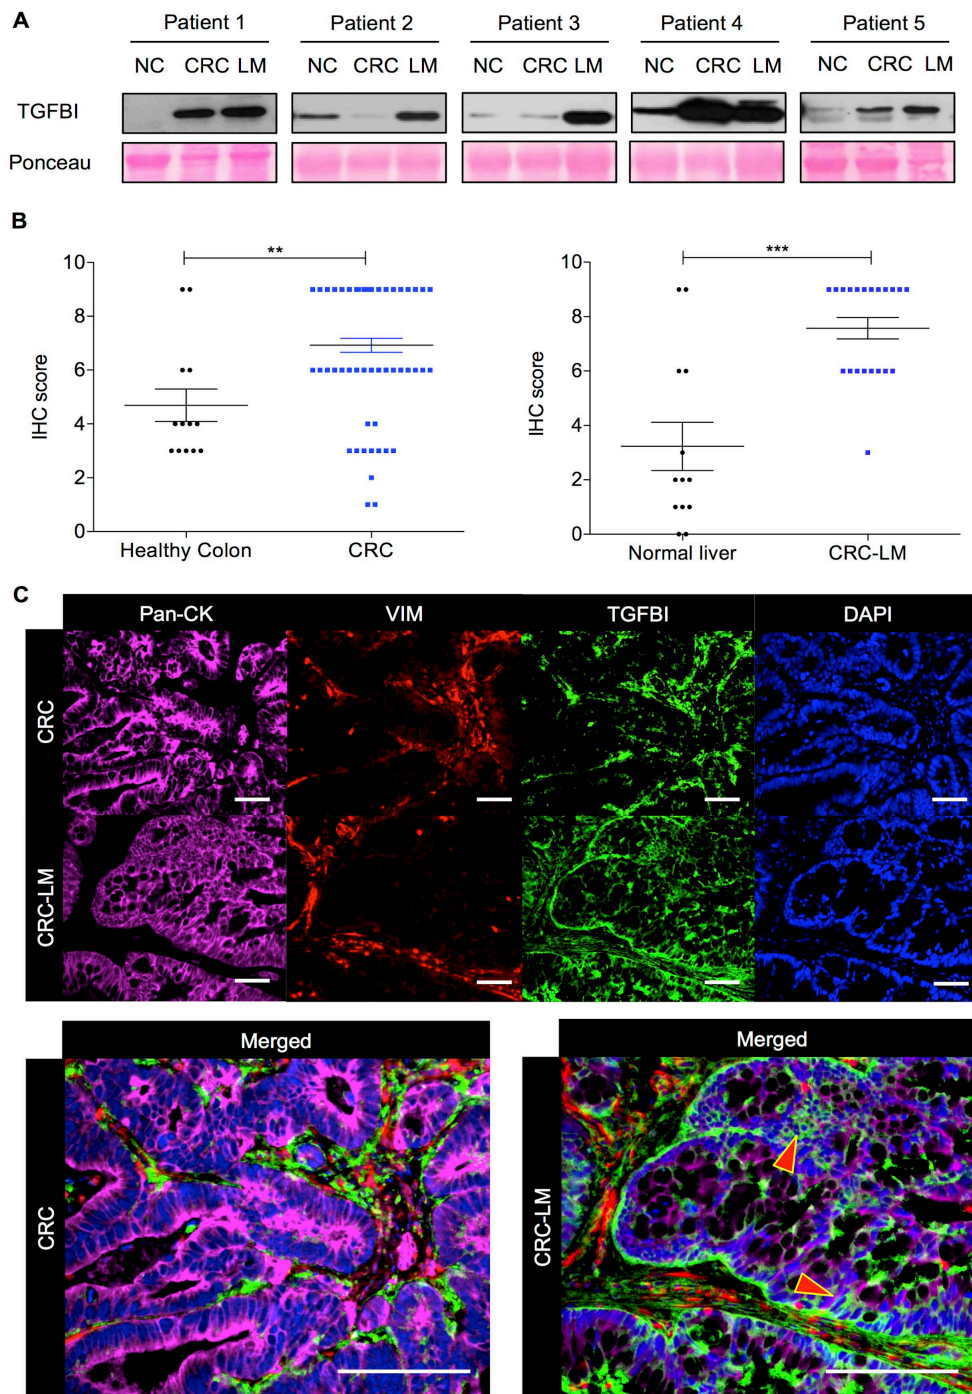 A
Patient 1 Patient 2 Patient 3 Patient 4 Patient 5
NC CRC LM NC CRC LM NC CRC LM NC CRC LM NC CRC LM
TGFBI
Ponceau
B
** ***
10 10
8 8
6 6
4 4
2 2
0 0
IHC score IHC score
Healthy Colon CRC Normal liver CRC-LM
C
Pan-CK VIM TGFBI DAPI
CRC
CRC-LM
Merged Merged
CRC CRC-LM